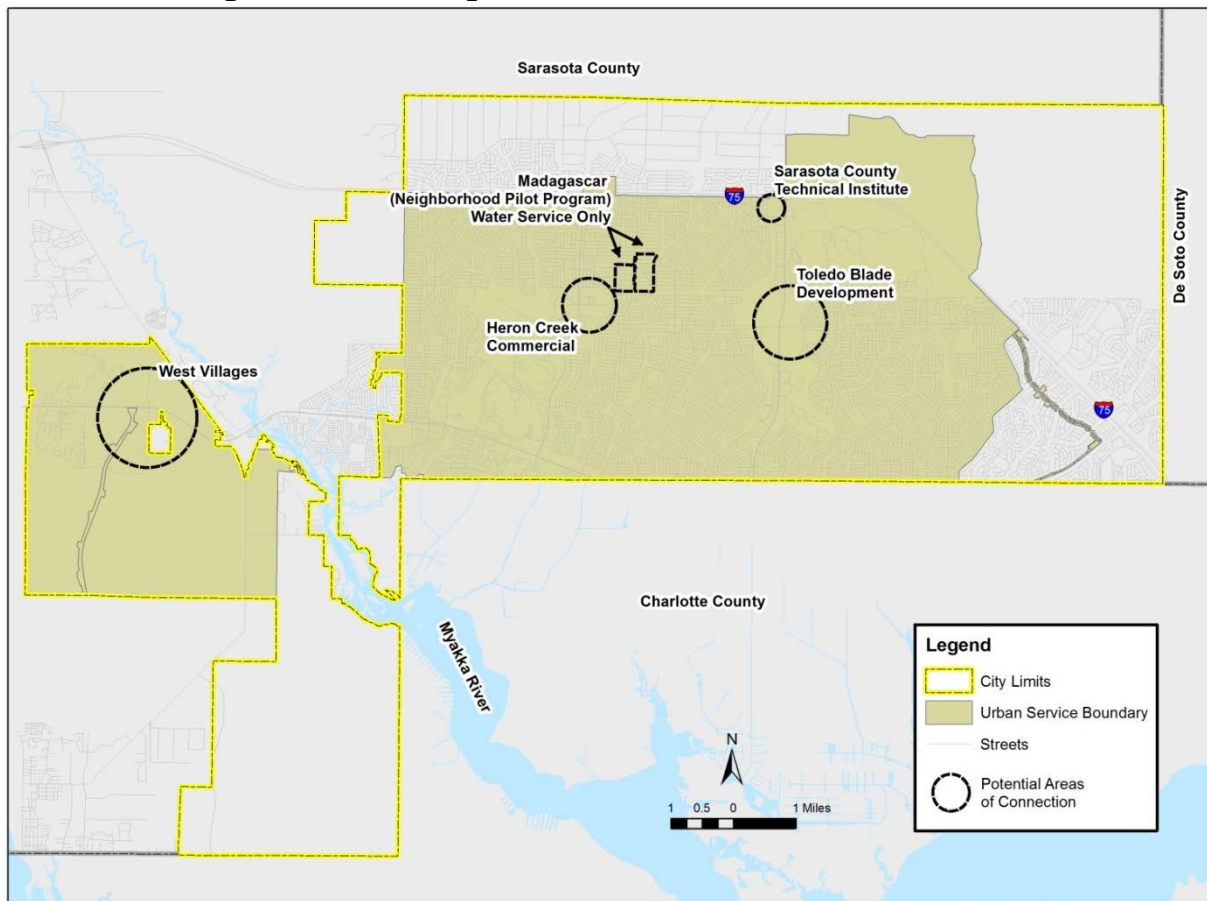 Sarasota County
Madagascar
(Neighborhood Pilot Program)
Water Service Only
75
Sarasota County
Technical Institute
De Soto County
Toledo Blade
Development
Heron Creek
Commercial
West Villages
75
Charlotte County
Myakka River
N
1 0.5 0 1 Miles
Legend
City Limits
Urban Service Boundary
Streets
Potential Areas
of Connection